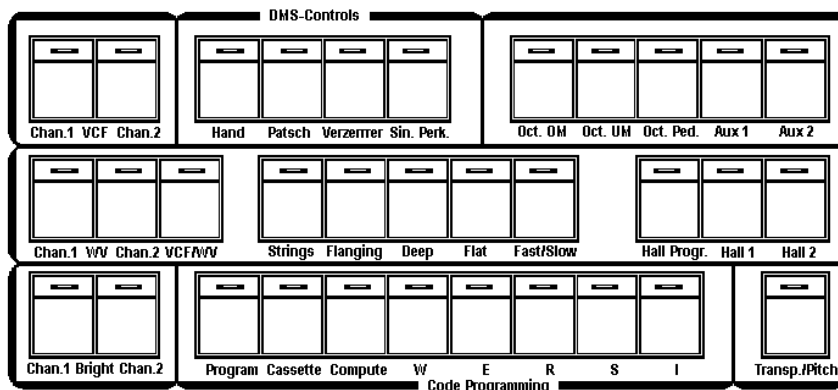 DMS-Controls
Chan.1 VCF Chan.2 Hand Patsch Verzerrrer Sin. Perk. Oct. OM Oct. UM Oct. Ped. Aux 1 Aux 2
Chan.1 WV Chan.2 VCF/WV Strings Flanging Deep Flat Fast/Slow Hall Progr. Hall 1 Hall 2
Chan.1 Bright Chan.2 Program Cassette Compute W E R S I Transp./Pitch
Code Programming